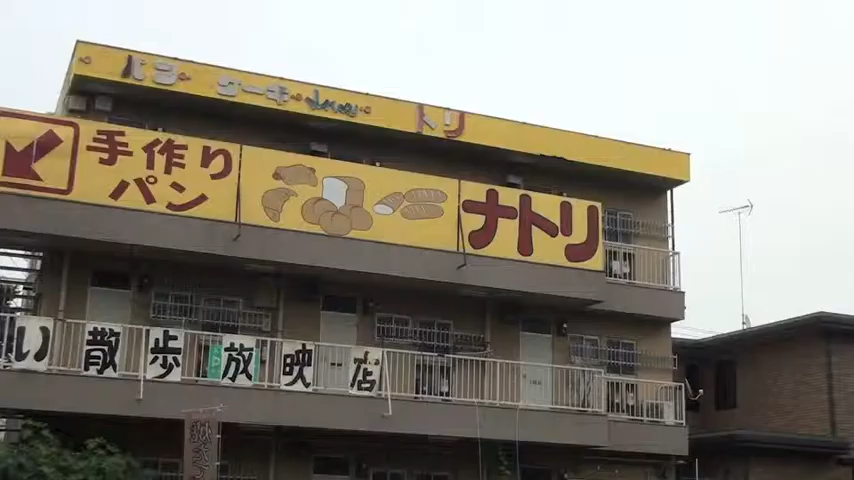 パン ケーキ トリ
手作り
パン
ナトリ
い散歩放映店